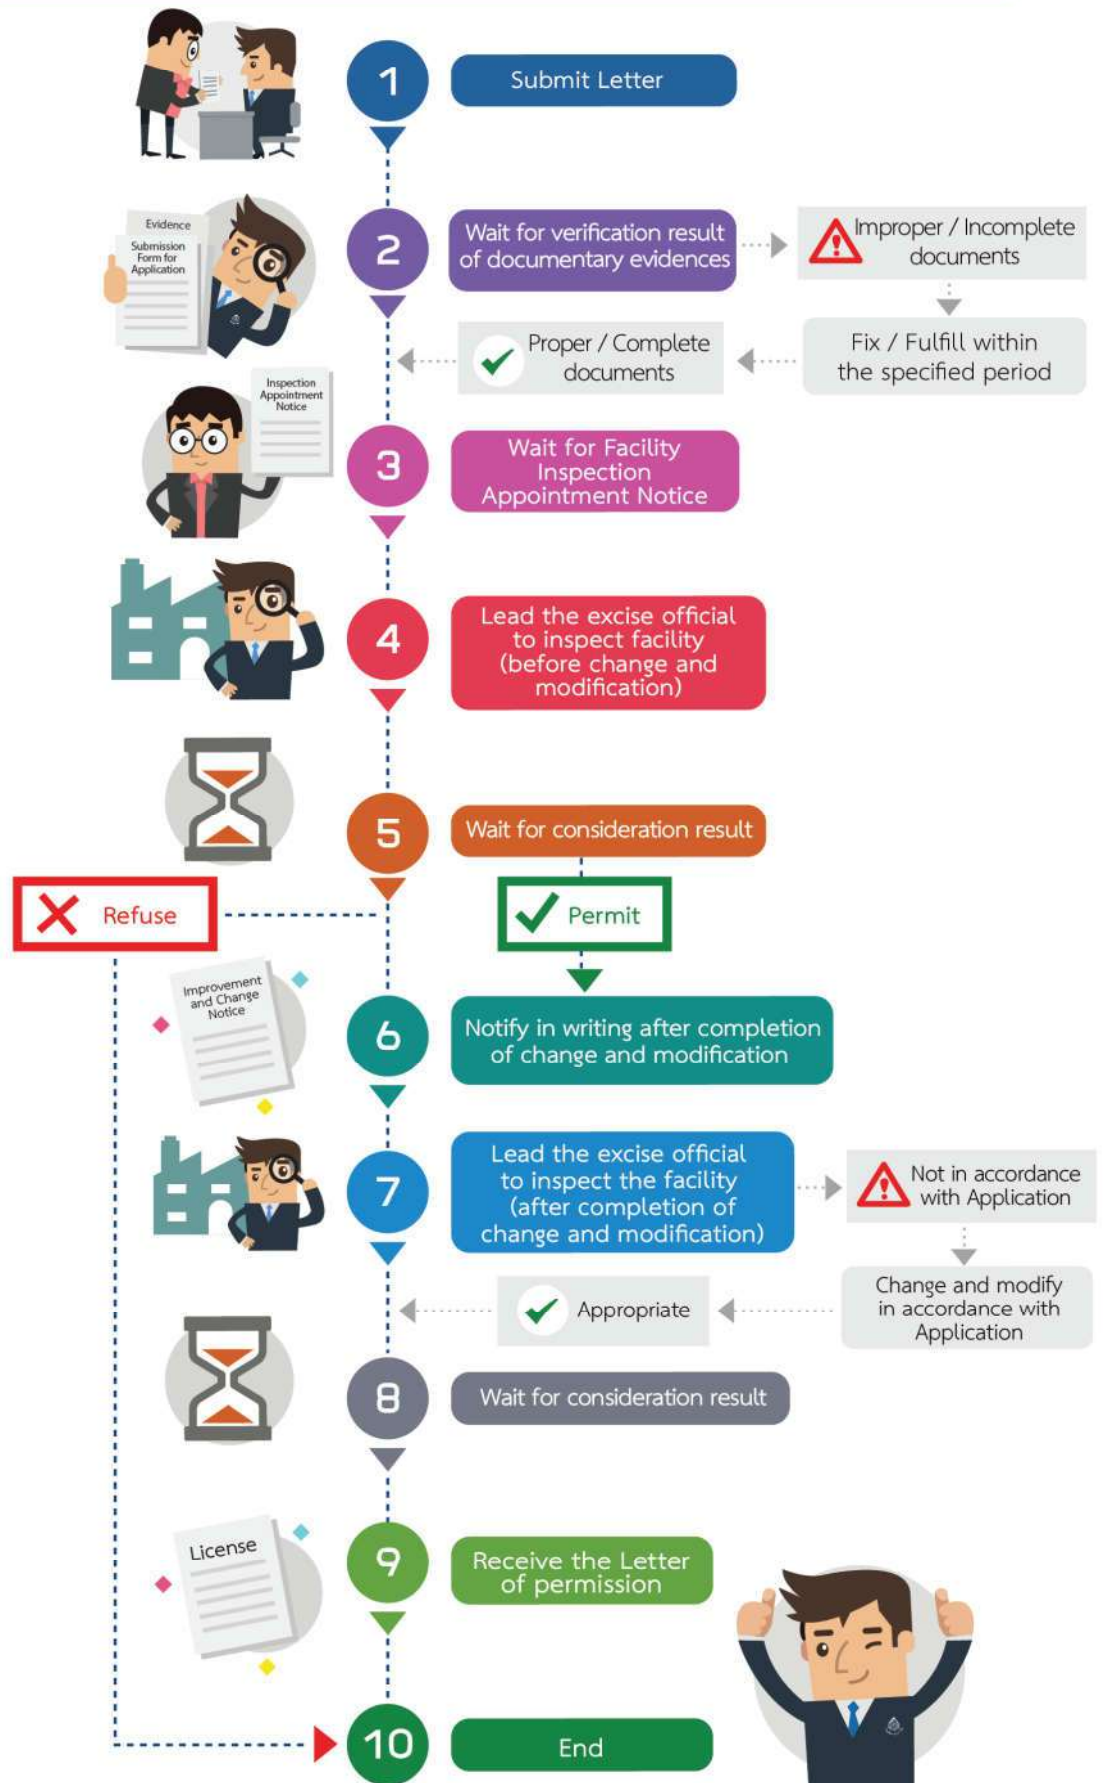 1
Submit Letter
Evidence
Submission
Form for
Application
2
Wait for verification result
of documentary evidences
Improper / Incomplete
documents
Fix / Fulfill within
the specified period
Proper / Complete
documents
Inspection
Appointment
Notice
3
Wait for Facility
Inspection
Appointment Notice
4
Lead the excise official
to inspect facility
(before change and
modification)
5
Wait for consideration result
Refuse
Permit
Improvement
and Change
Notice
6
Notify in writing after completion
of change and modification
7
Lead the excise official
to inspect the facility
(after completion of
change and modification)
Not in accordance
with Application
Change and modify
in accordance with
Application
Appropriate
8
Wait for consideration result
License
9
Receive the Letter
of permission
10
End